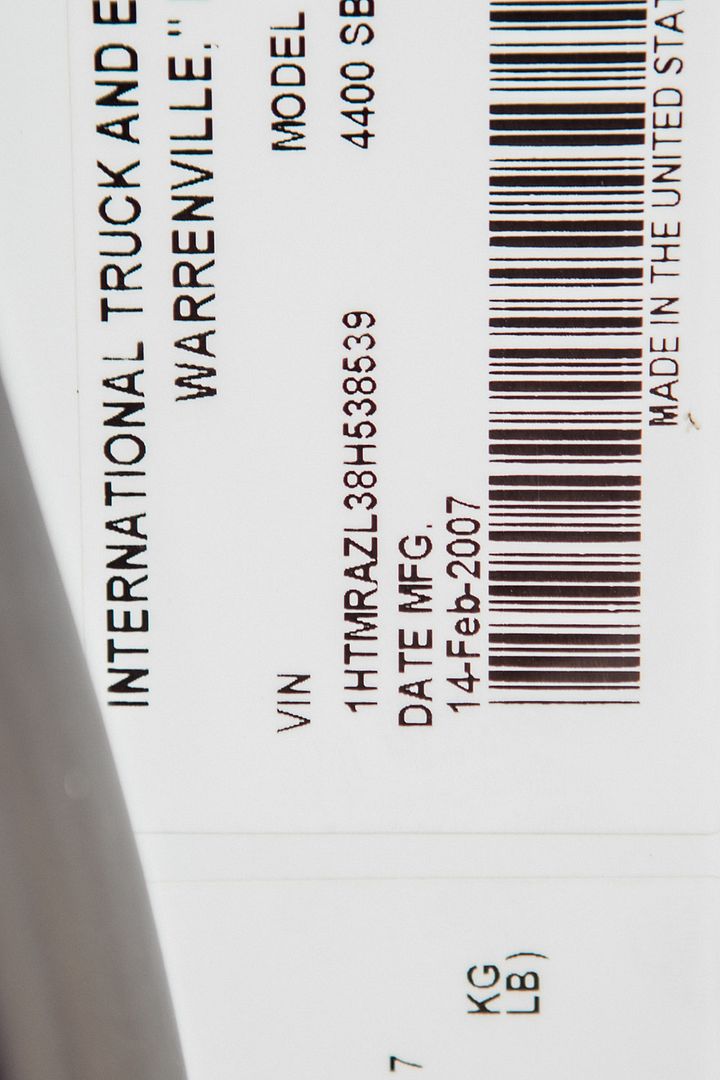 INTERNATIONAL TRUCK AND E
WARRENVILLE,"
VIN
MODEL
1HTMRAZL38H538539
4400 SB
DATE MFG.
14-Feb-2007
MADE IN THE UNITED STAT
KG
LB)
7